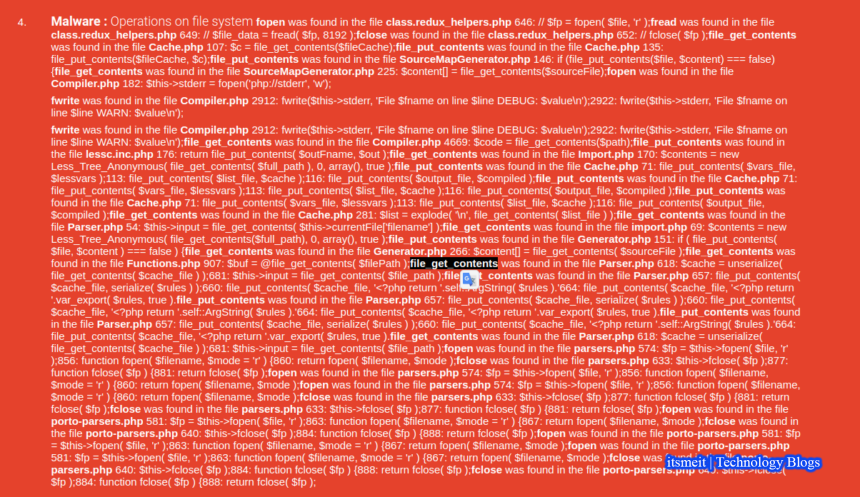 4. Malware : Operations on file system fopen was found in the file class.redux_helpers.php 646: // $fp = fopen( $file, 'r' );fread was found in the file
class.redux_helpers.php 649: // $file_data = fread( $fp, 8192 );fclose was found in the file class.redux_helpers.php 652: // fclose( $fp );file_get_contents
was found in the file Cache.php 107: $c = file_get_contents($fileCache);file_put_contents was found in the file Cache.php 135:
file_put_contents($fileCache, $c);file_put_contents was found in the file SourceMapGenerator.php 146: if (file_put_contents($file, $content) === false)
{file_get_contents was found in the file SourceMapGenerator.php 225: $content[] = file_get_contents($sourceFile);fopen was found in the file
Compiler.php 182: $this->stderr = fopen('php://stderr', 'w');
fwrite was found in the file Compiler.php 2912: fwrite($this->stderr, 'File $fname on line $line DEBUG: $value\n');2922: fwrite($this->stderr, 'File $fname on
line $line WARN: $value\n');
fwrite was found in the file Compiler.php 2912: fwrite($this->stderr, 'File $fname on line $line DEBUG: $value\n');2922: fwrite($this->stderr, 'File $fname on
line $line WARN: $value\n');file_get_contents was found in the file Compiler.php 4669: $code = file_get_contents($path);file_put_contents was found in
the file lessc.inc.php 176: return file_put_contents( $outFname, $out );file_get_contents was found in the file Import.php 170: $contents = new
Less_Tree_Anonymous( file_get_contents( $full_path ), 0, array(), true );file_put_contents was found in the file Cache.php 71: file_put_contents( $vars_file,
$lessvars );113: file_put_contents( $list_file, $cache );116: file_put_contents( $output_file, $compiled );file_put_contents was found in the file Cache.php 71:
file_put_contents( $vars_file, $lessvars );113: file_put_contents( $list_file, $cache );116: file_put_contents( $output_file, $compiled );file_put_contents was
found in the file Cache.php 71: file_put_contents( $vars_file, $lessvars );113: file_put_contents( $list_file, $cache );116: file_put_contents( $output_file,
$compiled );file_get_contents was found in the file Cache.php 281: $list = explode( '\n', file_get_contents( $list_file ) );file_get_contents was found in the
file Parser.php 54: $this->input = file_get_contents( $this->currentFile['filename'] );file_get_contents was found in the file import.php 69: $contents = new
Less_Tree_Anonymous(file_get_contents($full_path), 0, array(), true );file_put_contents was found in the file Generator.php 151: if ( file_put_contents(
$file, $content ) === false ) {file_get_contents was found in the file Generator.php 266: $content[] = file_get_contents( $sourceFile );file_get_contents was
found in the file Functions.php 907: $buf = @file_get_contents( $filePath );file_get_contents was found in the file Parser.php 618: $cache = unserialize(
file_get_contents( $cache_file ) );681: $this->input = file_get_contents( $file_path );file_put_contents was found in the file Parser.php 657: file_put_contents(
$cache_file, serialize( $rules ) );660: file_put_contents( $cache_file, '<?php return '.self::ArgString( $rules ).'664: file_put_contents( $cache_file, '<?php return
'.var_export( $rules, true ).file_put_contents was found in the file Parser.php 657: file_put_contents( $cache_file, serialize( $rules ) );660: file_put_contents(
$cache_file, '<?php return '.self::ArgString( $rules ).'664: file_put_contents( $cache_file, '<?php return '.var_export( $rules, true ).file_put_contents was found
in the file Parser.php 657: file_put_contents( $cache_file, serialize( $rules ) );660: file_put_contents( $cache_file, '<?php return '.self::ArgString( $rules ).'664:
file_put_contents( $cache_file, '<?php return '.var_export( $rules, true ).file_get_contents was found in the file Parser.php 618: $cache = unserialize(
file_get_contents( $cache_file ) );681: $this->input = file_get_contents( $file_path );fopen was found in the file parsers.php 574: $fp = $this->fopen( $file, 'r'
);856: function fopen( $filename, $mode = 'r' ) {860: return fopen( $filename, $mode );fclose was found in the file parsers.php 633: $this->fclose( $fp );877:
function fclose( $fp ) {881: return fclose( $fp );fopen was found in the file parsers.php 574: $fp = $this->fopen( $file, 'r' );856: function fopen( $filename,
$mode = 'r' ) {860: return fopen( $filename, $mode );fopen was found in the file parsers.php 574: $fp = $this->fopen( $file, 'r' );856: function fopen( $filename,
$mode = 'r' ) {860: return fopen( $filename, $mode );fclose was found in the file parsers.php 633: $this->fclose( $fp );877: function fclose( $fp ) {881: return
fclose( $fp );fclose was found in the file parsers.php 633: $this->fclose( $fp );877: function fclose( $fp ) {881: return fclose( $fp );fopen was found in the file
porto-parsers.php 581: $fp = $this->fopen( $file, 'r' );863: function fopen( $filename, $mode = 'r' ) {867: return fopen( $filename, $mode );fclose was found in
the file porto-parsers.php 640: $this->fclose( $fp );884: function fclose( $fp ) {888: return fclose( $fp );fopen was found in the file porto-parsers.php 581: $fp
= $this->fopen( $file, 'r' );863: function fopen( $filename, $mode = 'r' ) {867: return fopen( $filename, $mode );fopen was found in the file porto-parsers.php
581: $fp = $this->fopen( $file, 'r' );863: function fopen( $filename, $mode = 'r' ) {867: return fopen( $filename, $mode );fclose was found in the file
parsers.php 640: $this->fclose( $fp );884: function fclose( $fp ) {888: return fclose( $fp );fclose was found in the file porto-parsers.php 640: $this->fclose(
$fp );884: function fclose( $fp ) {888: return fclose( $fp );
itsmeit | Technology Blogs